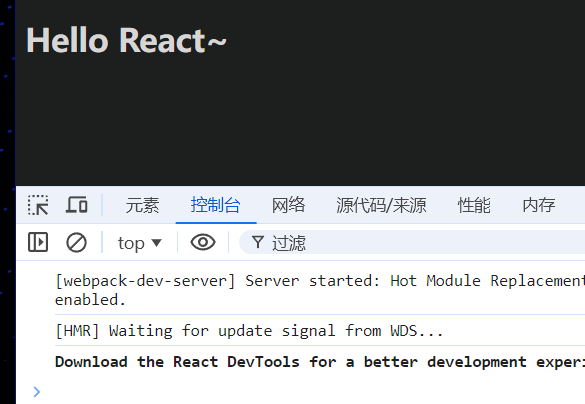 Hello React~
元素 控制台 网络 源代码/来源 性能 内存
top 过滤
[webpack-dev-server] Server started: Hot Module Replacement
enabled.
[HMR] Waiting for update signal from WDS...
Download the React DevTools for a better development